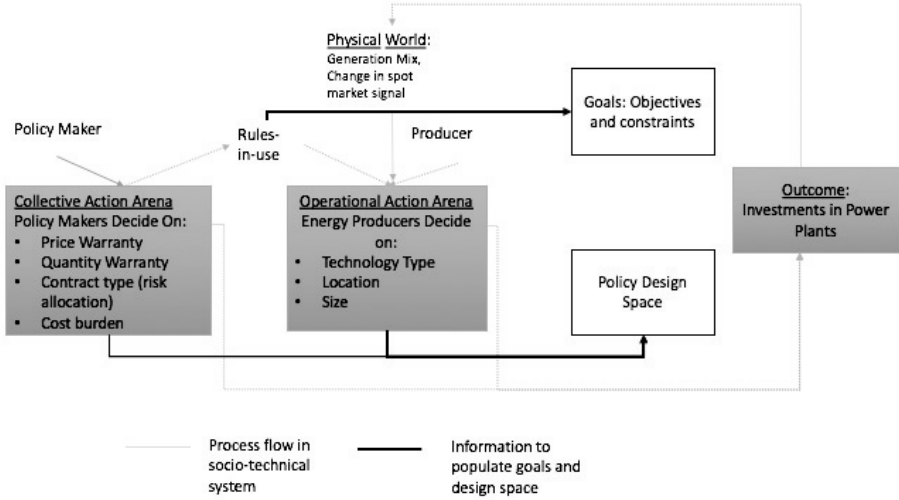 Physical World:
Generation Mix,
Change in spot
market signal
Goals: Objectives
and constraints
Policy Maker
Rules-
in-use
Producer
Collective Action Arena
Policy Makers Decide On:
• Price Warranty
• Quantity Warranty
• Contract type (risk
allocation)
• Cost burden
Operational Action Arena
Energy Producers Decide
on:
• Technology Type
• Location
• Size
Outcome:
Investments in Power
Plants
Policy Design
Space
Process flow in
socio-technical
system
Information to
populate goals and
design space